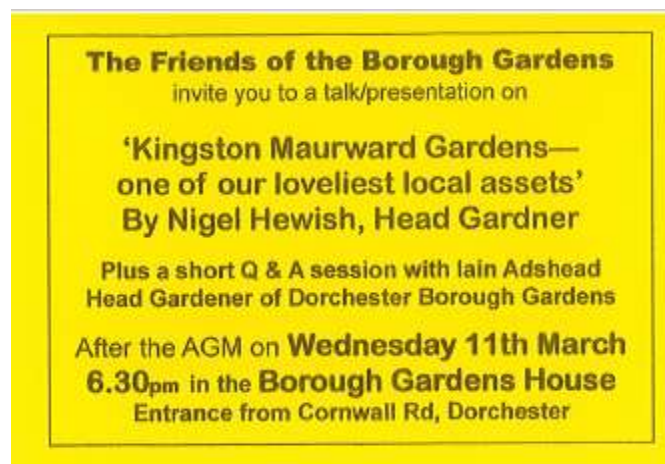 The Friends of the Borough Gardens
invite you to a talk/presentation on
‘Kingston Maurward Gardens—
one of our loveliest local assets’
By Nigel Hewish, Head Gardner
Plus a short Q & A session with Iain Adshead
Head Gardener of Dorchester Borough Gardens
After the AGM on Wednesday 11th March
6.30pm in the Borough Gardens House
Entrance from Cornwall Rd, Dorchester